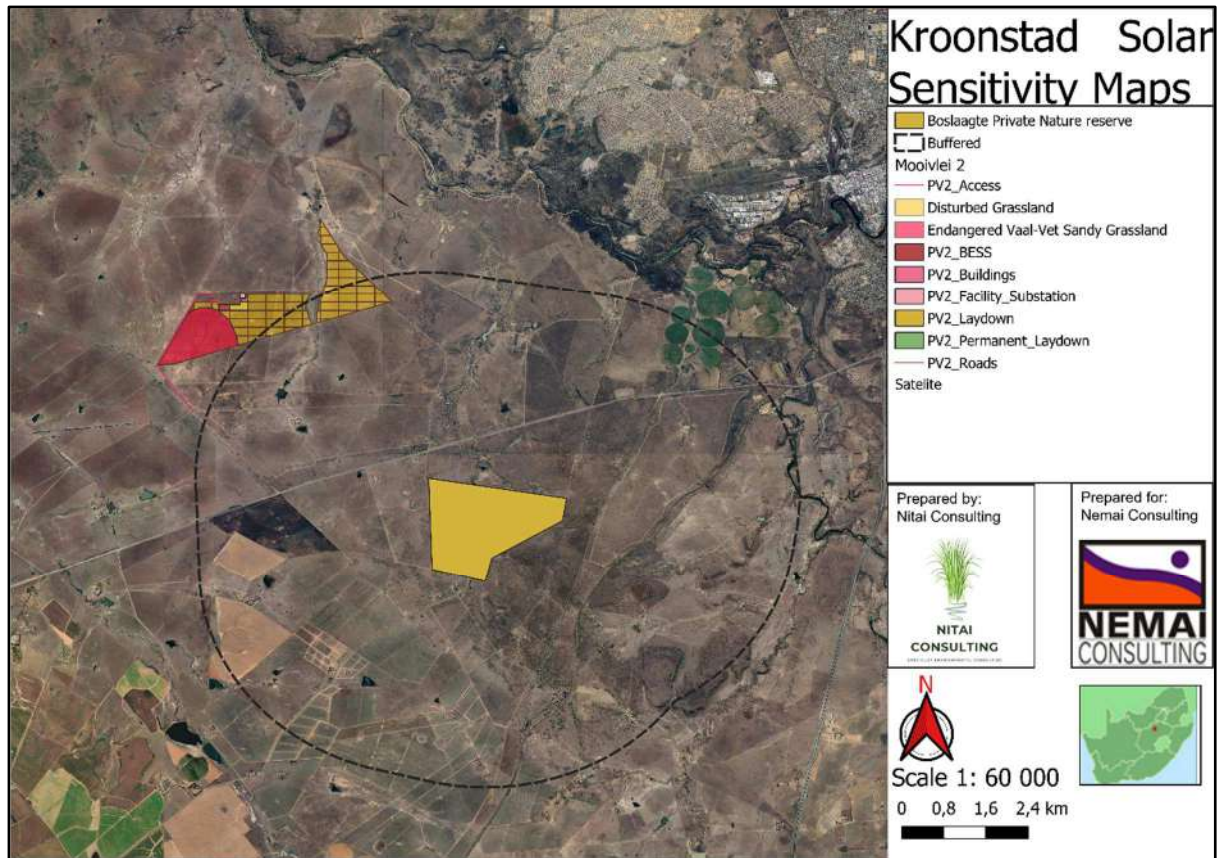 Kroonstad Solar
Sensitivity Maps
Boslaagte Private Nature reserve
Buffered
Mooivlei 2
PV2_Access
Disturbed Grassland
Endangered Vaal-Vet Sandy Grassland
PV2_BESS
PV2_Buildings
PV2_Facility_Substation
PV2_Laydown
PV2_Permanent_Laydown
PV2_Roads
Satelite
Prepared by:
Nitai Consulting
NITAI
CONSULTING
Prepared for:
Nemai Consulting
NEMAI
CONSULTING
N
Scale 1: 60 000
0 0,8 1,6 2,4 km